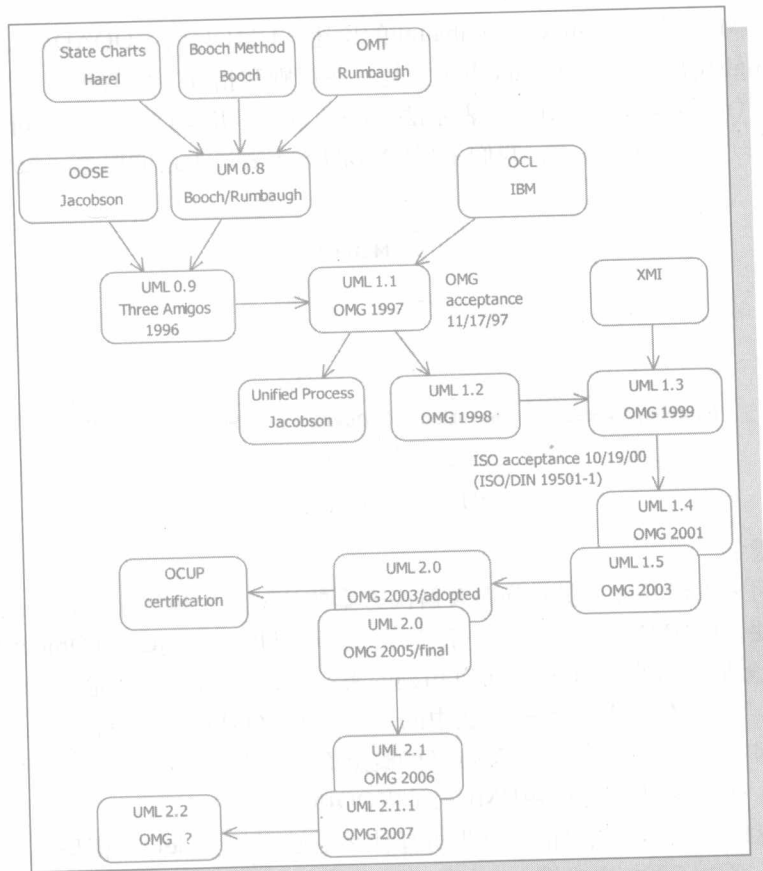 State Charts
Harel
Booch Method
Booch
OMT
Rumbaugh
OOSE
Jacobson
UM 0.8
Booch/Rumbaugh
OCL
IBM
UML 0.9
Three Amigos
1996
UML 1.1
OMG 1997
OMG
acceptance
11/17/97
XMI
Unified Process
Jacobson
UML 1.2
OMG 1998
UML 1.3
OMG 1999
ISO acceptance 10/19/00
(ISO/DIN 19501-1)
UML 1.4
OMG 2001
UML 1.5
OMG 2003
UML 2.0
OMG 2003/adopted
OCUP
certification
UML 2.0
OMG 2005/final
UML 2.1
OMG 2006
UML 2.1.1
OMG 2007
UML 2.2
OMG ?